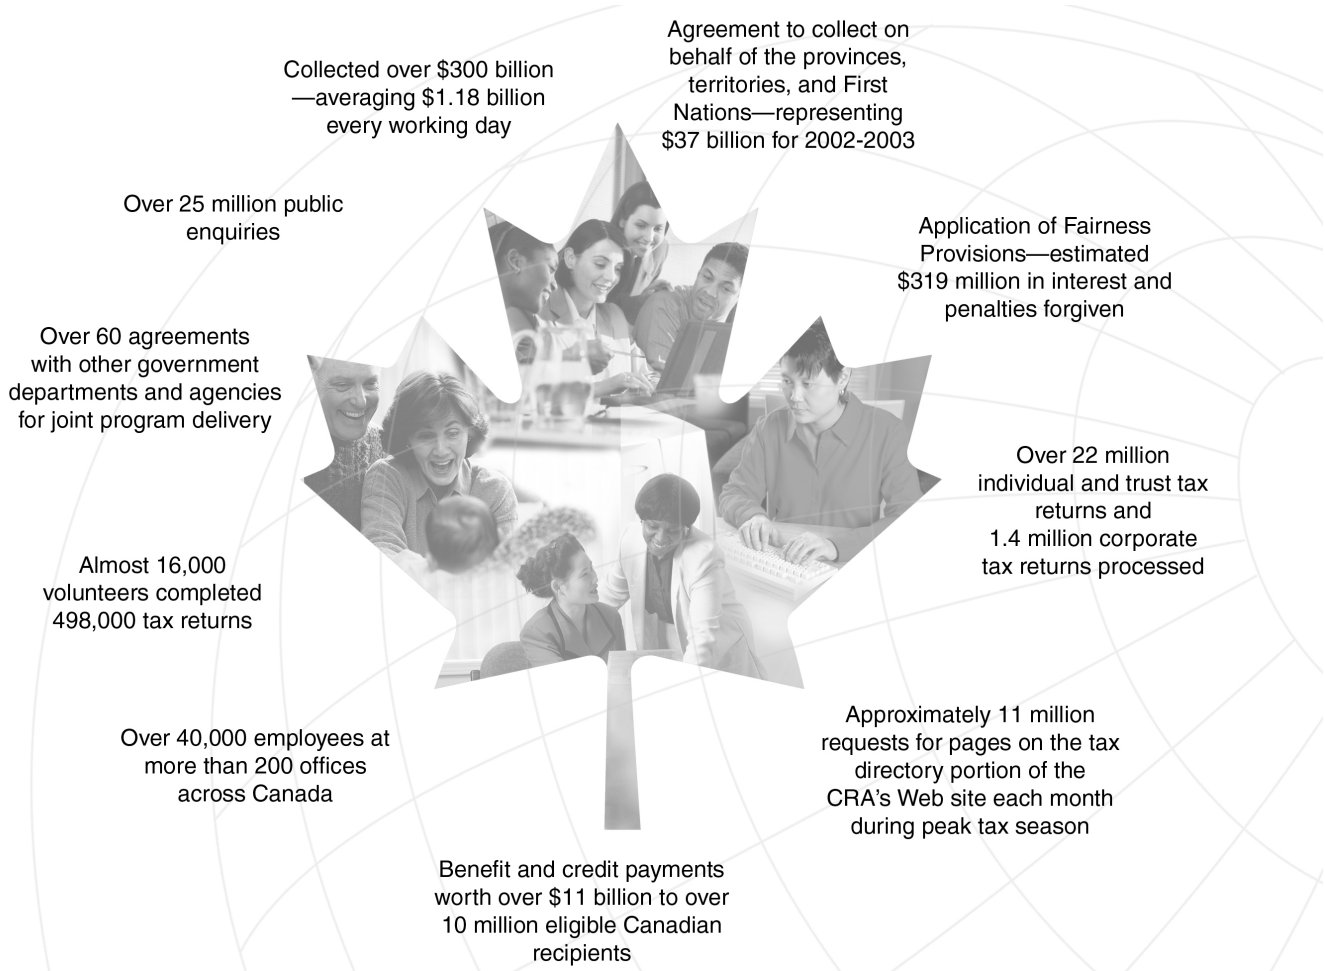 Agreement to collect on
behalf of the provinces,
territories, and First
Nations—representing
$37 billion for 2002-2003
Collected over $300 billion
—averaging $1.18 billion
every working day
Over 25 million public
enquiries
Application of Fairness
Provisions—estimated
$319 million in interest and
penalties forgiven
Over 60 agreements
with other government
departments and agencies
for joint program delivery
Over 22 million
individual and trust tax
returns and
1.4 million corporate
tax returns processed
Almost 16,000
volunteers completed
498,000 tax returns
Approximately 11 million
requests for pages on the tax
directory portion of the
CRA's Web site each month
during peak tax season
Over 40,000 employees at
more than 200 offices
across Canada
Benefit and credit payments
worth over $11 billion to over
10 million eligible Canadian
recipients